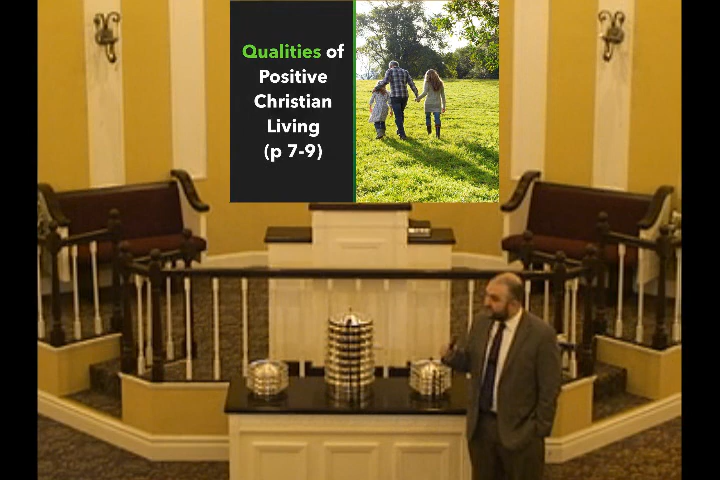 Qualities of
Positive
Christian
Living
(p 7-9)